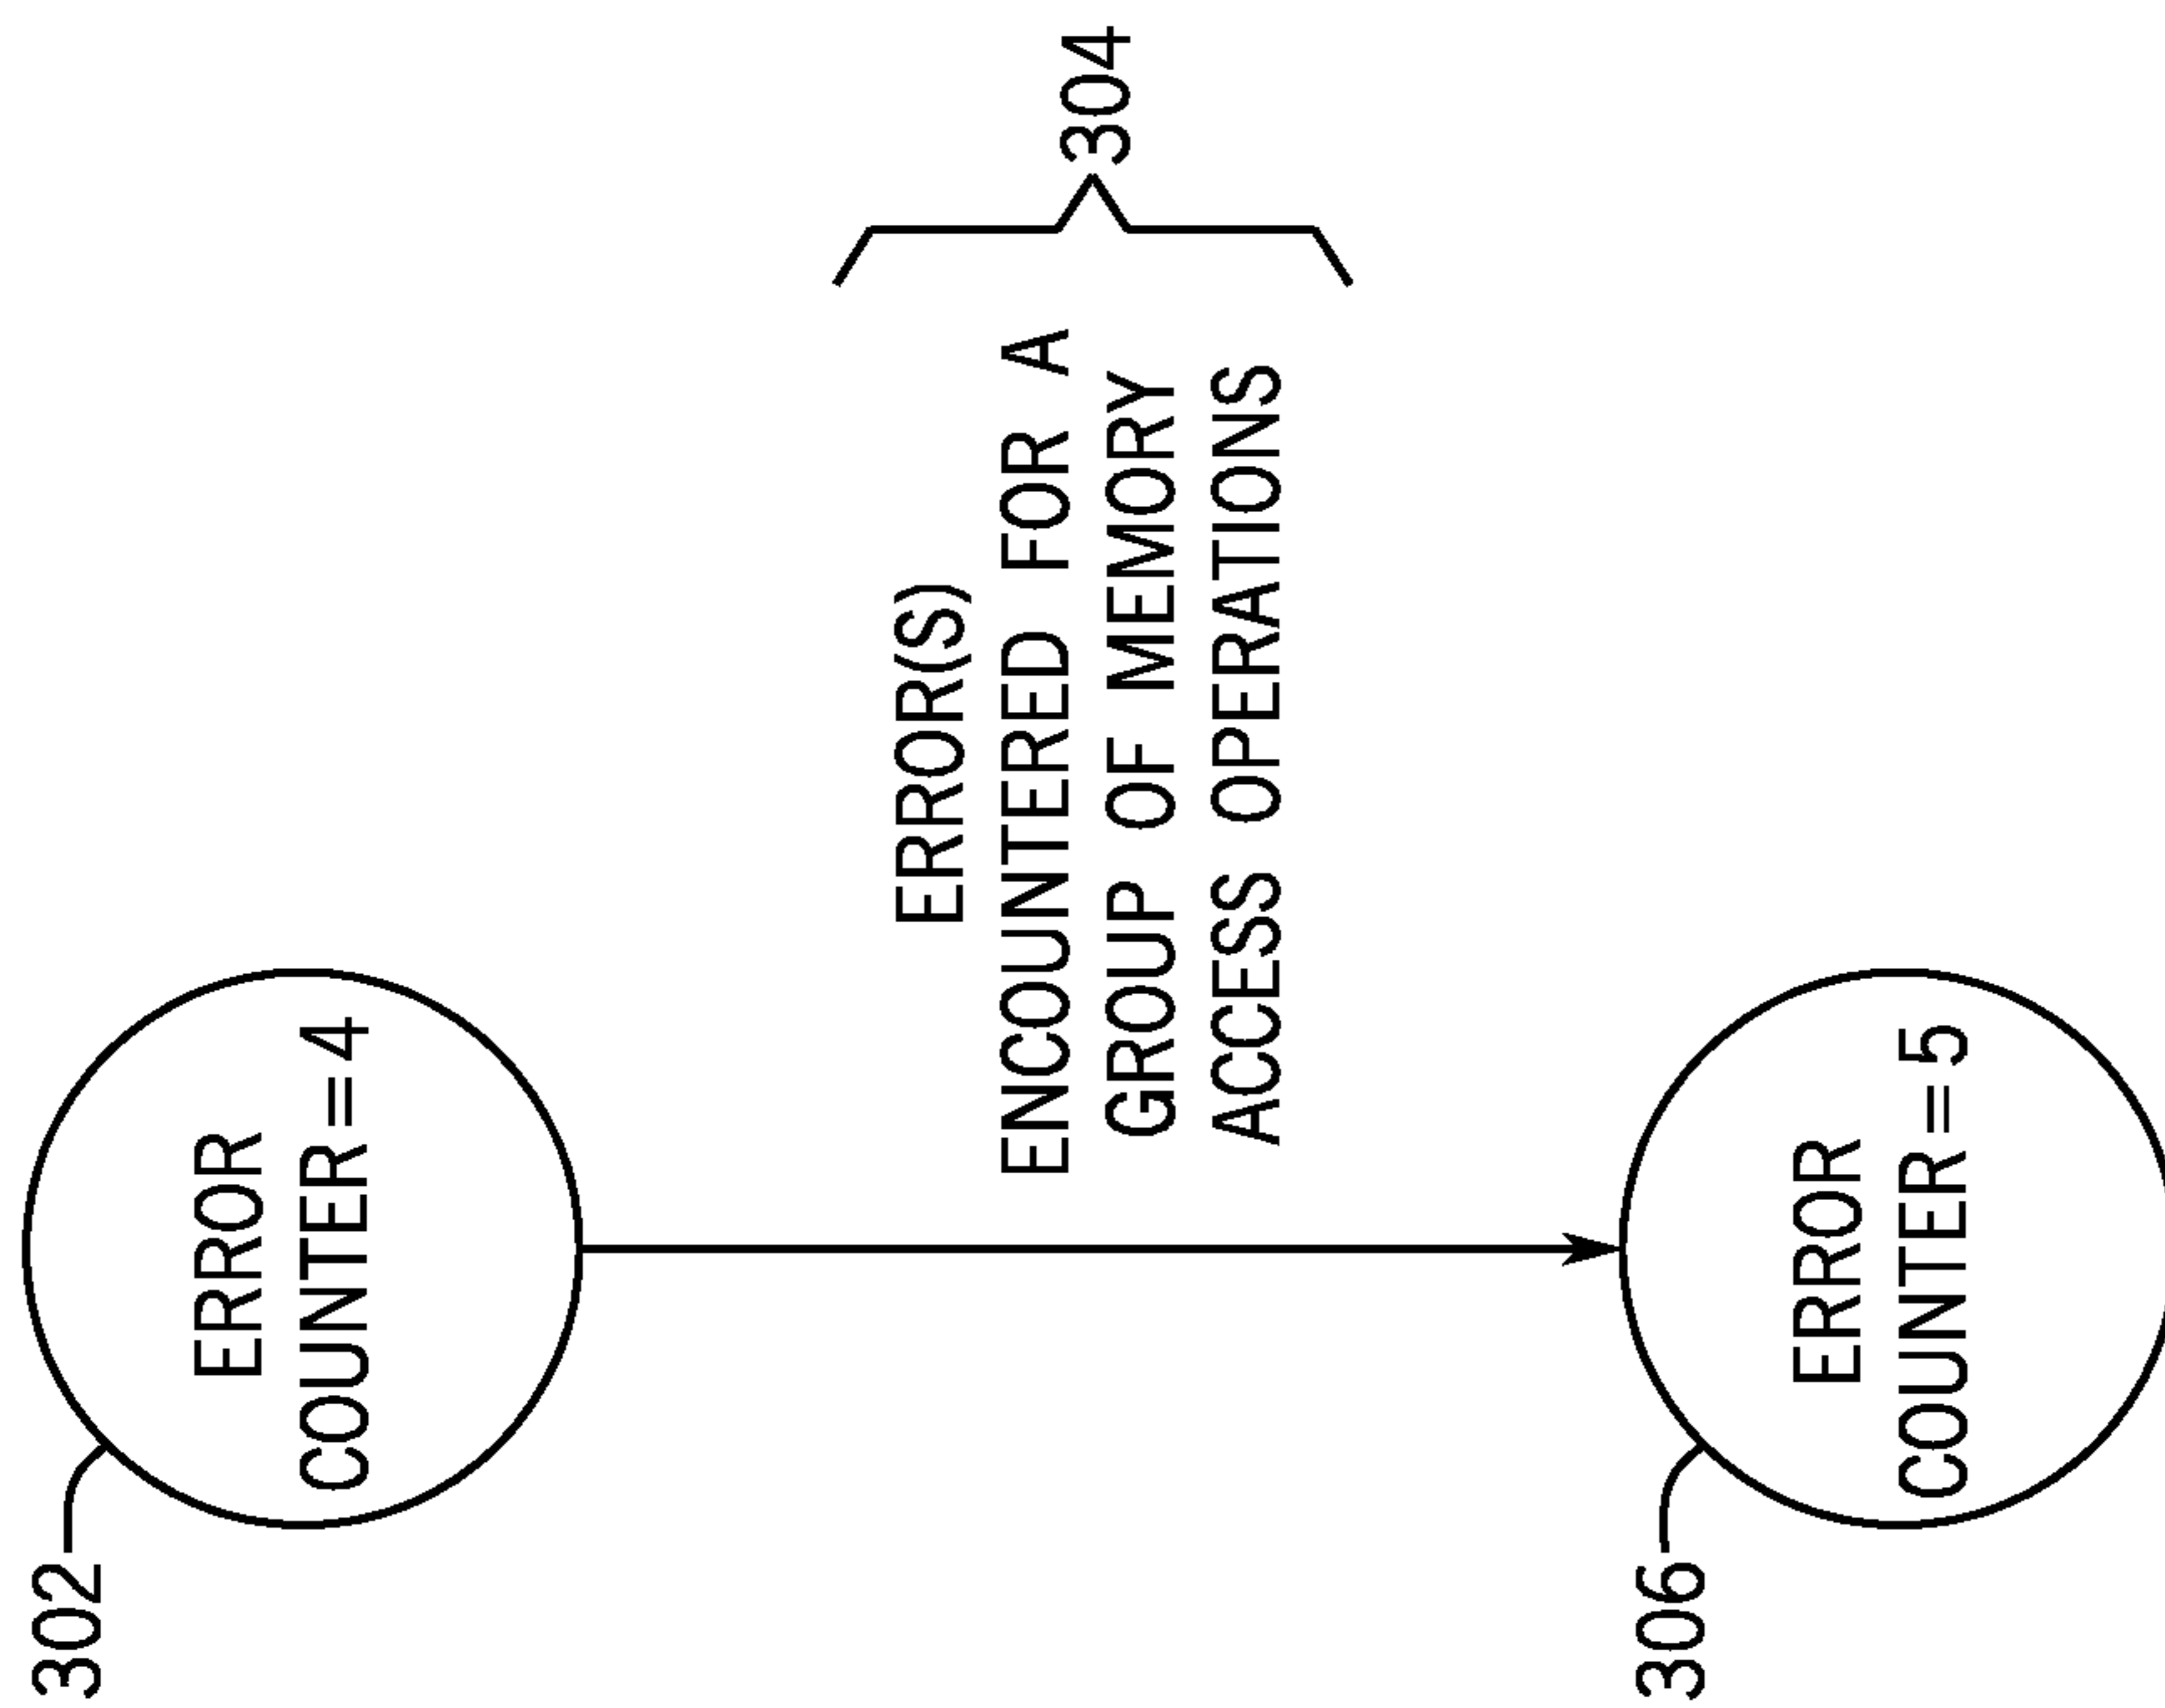 302
ERROR
COUNTER=4
ERROR(S)
ENCOUNTERED FOR A
GROUP OF MEMORY
ACCESS OPERATIONS
304
306
ERROR
COUNTER=5